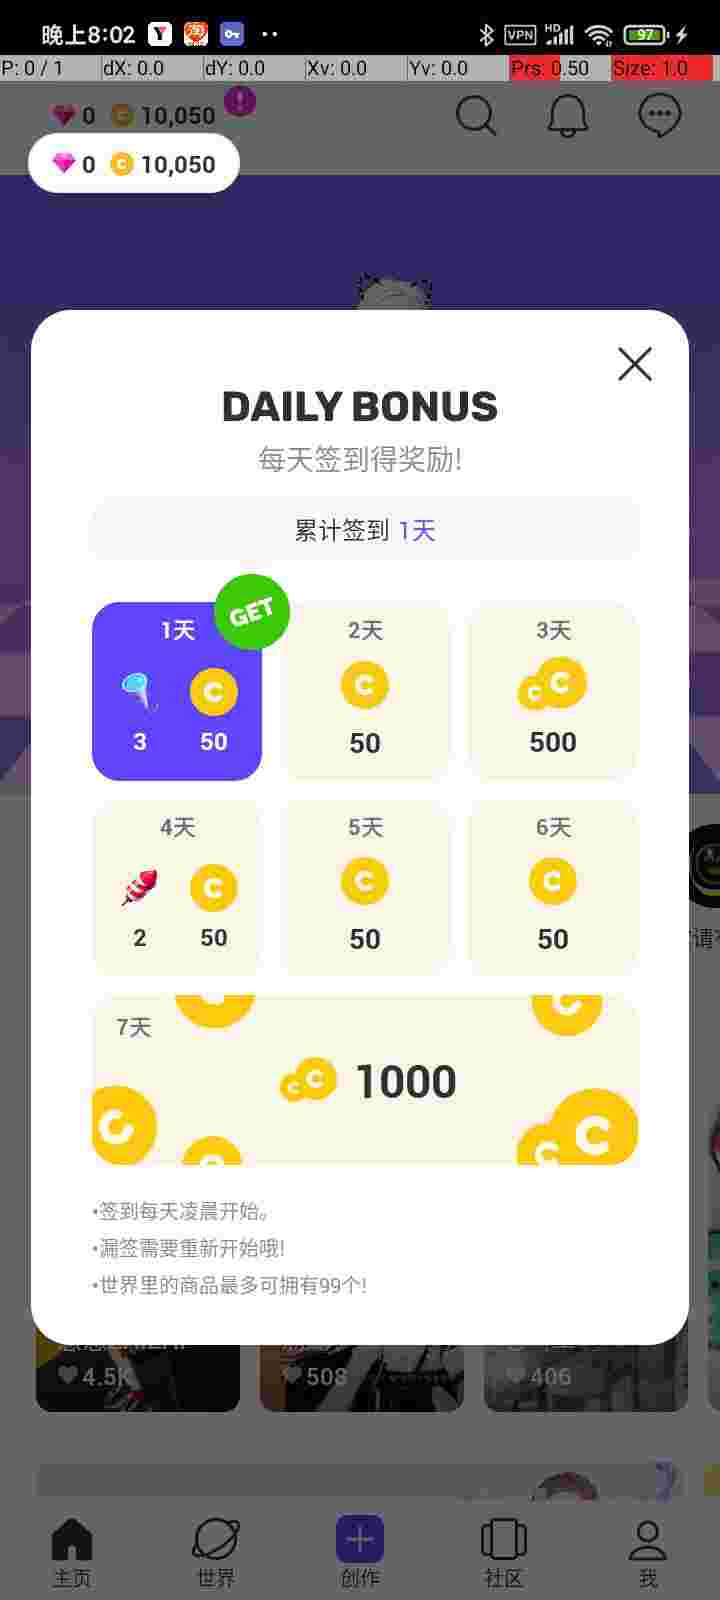 晚上8:02
HD
VPN
97
P: 0 / 1
dX: 0.0
dY: 0.0
Xv: 0.0
Yv: 0.0
Prs: 0.50
Size: 1.0
0
10,050
0
10,050
DAILY BONUS
每天签到得奖励!
累计签到 1天
GET
1天
2天
3天
3
50
50
500
4天
5天
6天
2
50
50
50
7天
1000
•签到每天凌晨开始。
•漏签需要重新开始哦!
•世界里的商品最多可拥有99个!
4.5K
508
406
主页
世界
创作
社区
我